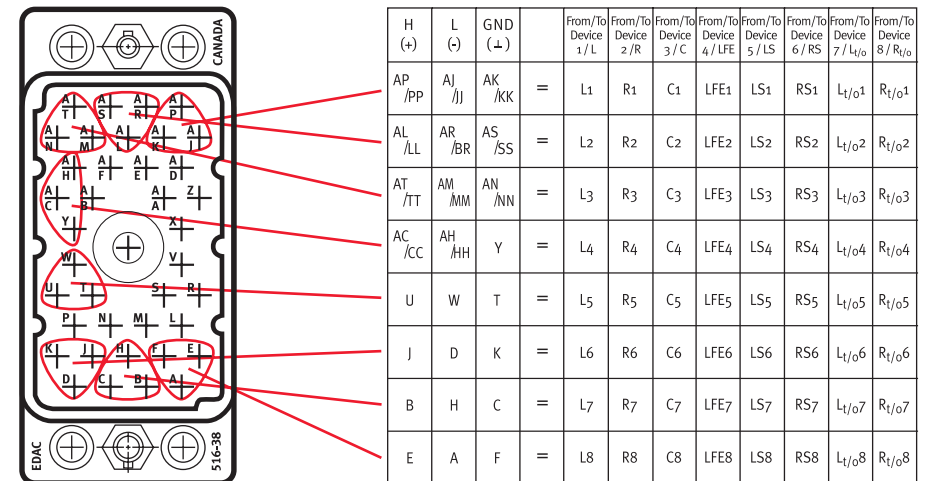 CANADA
A T A S A R A P
A N A M A L A K A J
A H A F A E A D
A C A B A A Z
Y X
W V
U T S R
P N M L
K J H F E
D C B A
EDAC
516-38
H (+) L (-) GND (⊥) From/To Device 1 / L From/To Device 2 /R From/To Device 3 / C From/To Device 4 / LFE From/To Device 5 / LS From/To Device 6 / RS From/To Device 7 / Lt/o From/To Device 8 / Rt/o
AP/PP AJ/JJ AK/KK = L1 R1 C1 LFE1 LS1 RS1 Lt/o1 Rt/o1
AL/LL AR/BR AS/SS = L2 R2 C2 LFE2 LS2 RS2 Lt/o2 Rt/o2
AT/TT AM/MM AN/NN = L3 R3 C3 LFE3 LS3 RS3 Lt/o3 Rt/o3
AC/CC AH/HH Y = L4 R4 C4 LFE4 LS4 RS4 Lt/o4 Rt/o4
U W T = L5 R5 C5 LFE5 LS5 RS5 Lt/o5 Rt/o5
J D K = L6 R6 C6 LFE6 LS6 RS6 Lt/o6 Rt/o6
B H C = L7 R7 C7 LFE7 LS7 RS7 Lt/o7 Rt/o7
E A F = L8 R8 C8 LFE8 LS8 RS8 Lt/o8 Rt/o8